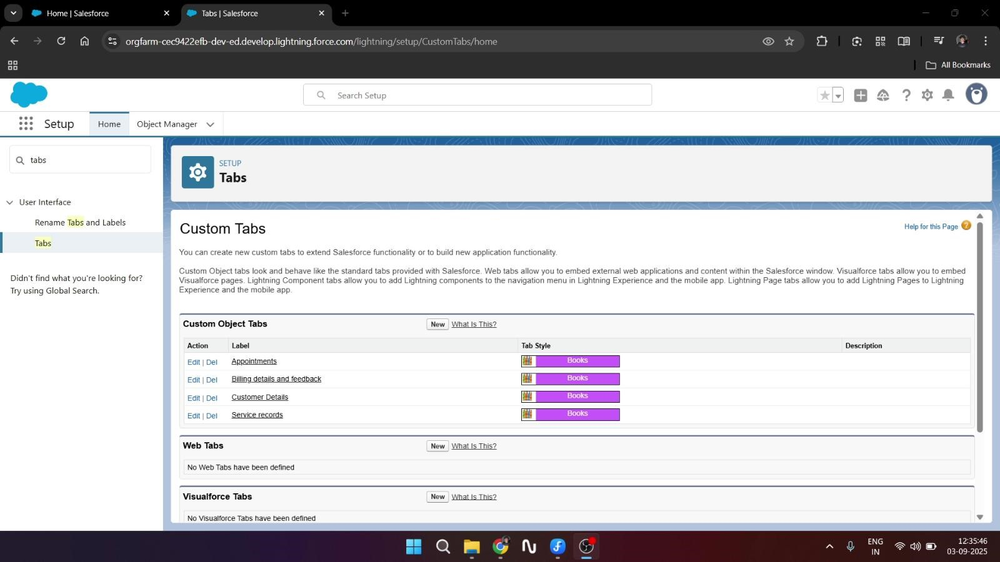 Home | Salesforce
Tabs | Salesforce
orgfarm-cec9422efb-dev-ed.develop.lightning.force.com/lightning/setup/CustomTabs/home
All Bookmarks
Search Setup
Setup
Home
Object Manager
tabs
User Interface
Rename Tabs and Labels
Tabs
Didn't find what you're looking for?
Try using Global Search.
SETUP
Tabs
Custom Tabs
Help for this Page ?
You can create new custom tabs to extend Salesforce functionality or to build new application functionality.
Custom Object tabs look and behave like the standard tabs provided with Salesforce. Web tabs allow you to embed external web applications and content within the Salesforce window. Visualforce tabs allow you to embed
Visualforce pages. Lightning Component tabs allow you to add Lightning components to the navigation menu in Lightning Experience and the mobile app. Lightning Page tabs allow you to add Lightning Pages to Lightning
Experience and the mobile app.
Custom Object Tabs New What Is This?
Action Label Tab Style Description
Edit | Del Appointments Books
Edit | Del Billing details and feedback Books
Edit | Del Customer Details Books
Edit | Del Service records Books
Web Tabs New What Is This?
No Web Tabs have been defined
Visualforce Tabs New What Is This?
No Visualforce Tabs have been defined
ENG
IN
12:35:46
03-09-2025